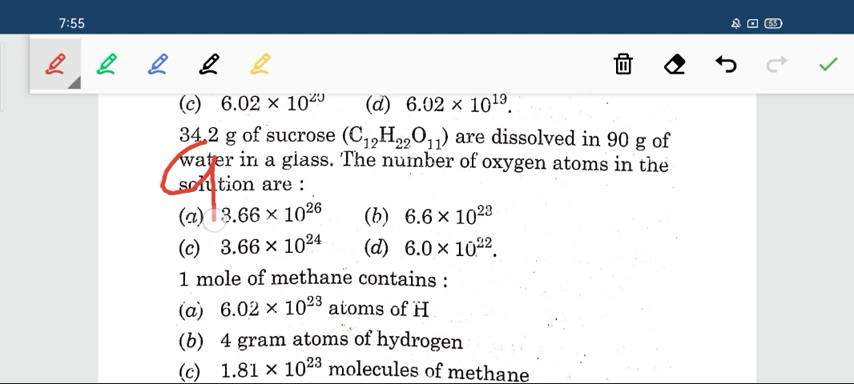 7:55
53
(c) 6.02 × 10²⁰ (d) 6.02 × 10¹⁹.
34.2 g of sucrose (C₁₂H₂₂O₁₁) are dissolved in 90 g of
water in a glass. The number of oxygen atoms in the
solution are :
(a) 3.66 × 10²⁶ (b) 6.6 × 10²³
(c) 3.66 × 10²⁴ (d) 6.0 × 10²².
1 mole of methane contains :
(a) 6.02 × 10²³ atoms of H
(b) 4 gram atoms of hydrogen
(c) 1.81 × 10²³ molecules of methane